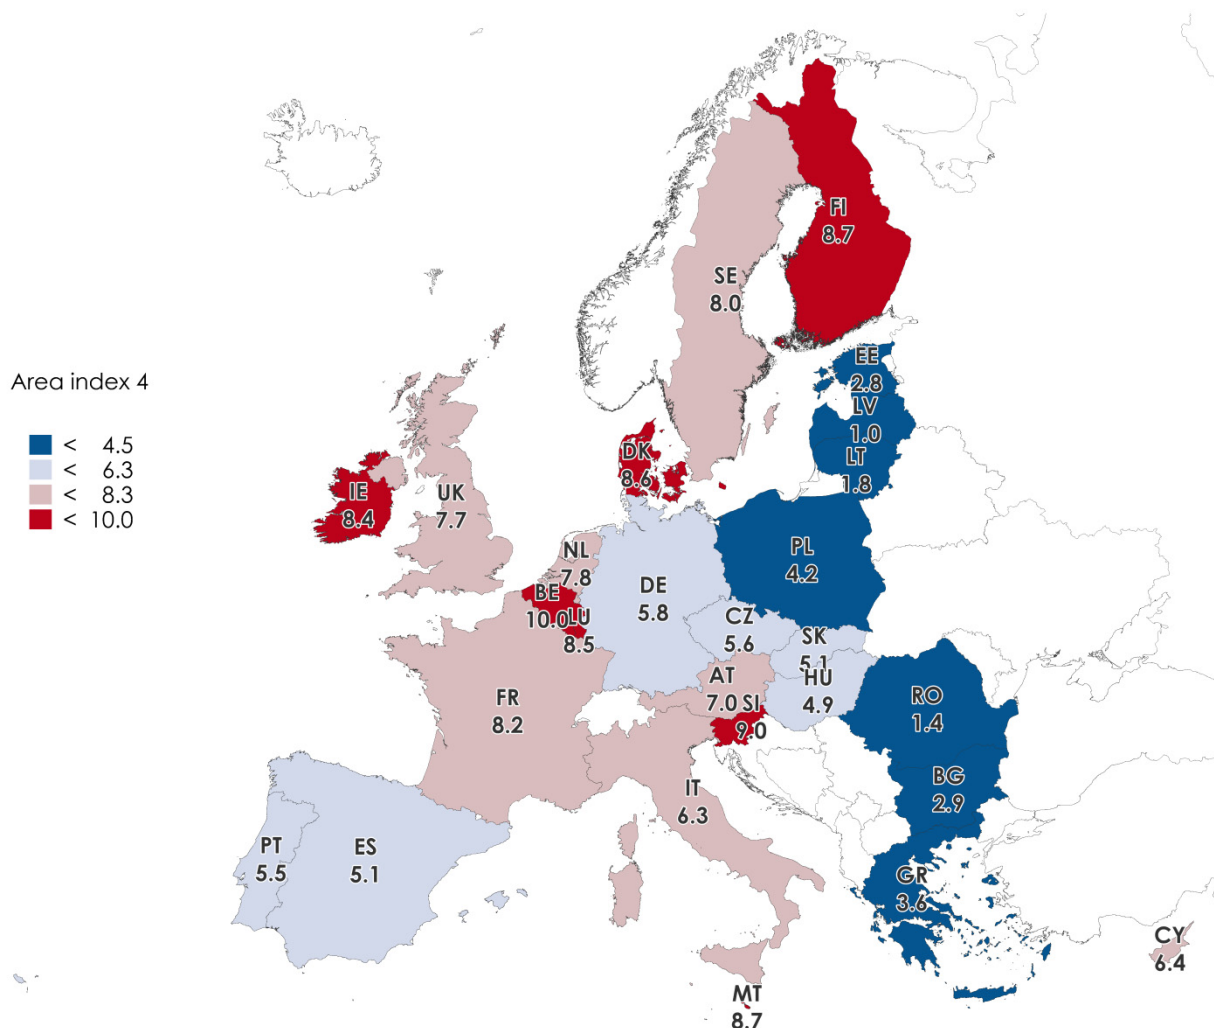 FI
8.7
SE
8.0
EE
2.8
LV
1.0
LT
1.8
Area index 4
< 4.5
< 6.3
< 8.3
< 10.0
DK
8.6
IE
8.4
UK
7.7
NL
7.8
BE
10.0
LU
8.5
DE
5.8
PL
4.2
CZ
5.6
SK
5.1
HU
4.9
AT
7.0
SI
9.0
FR
8.2
RO
1.4
BG
2.9
IT
6.3
PT
5.5
ES
5.1
GR
3.6
CY
6.4
MT
8.7